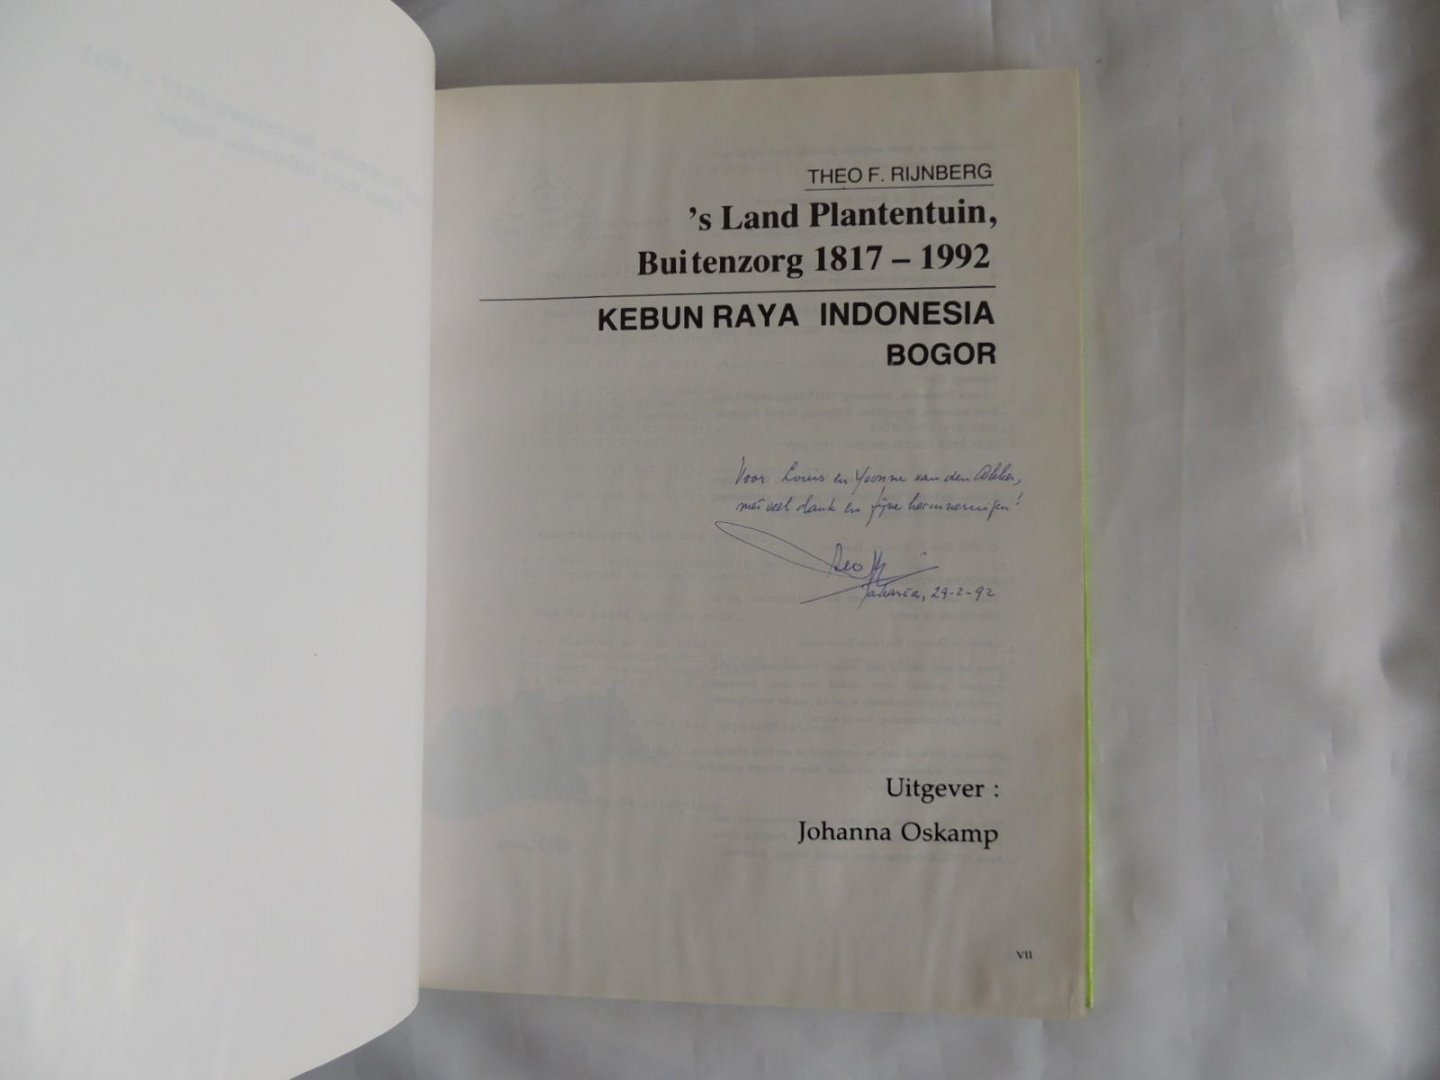 THEO F. RIJNBERG
’s Land Plantentuin,
Buitenzorg 1817 – 1992
KEBUN RAYA INDONESIA
BOGOR
Voor Louis en Yvonne van den Akker,
met veel dank en fijne herinneringen!
Theo
Jakarta, 29-2-92
Uitgever :
Johanna Oskamp
VII